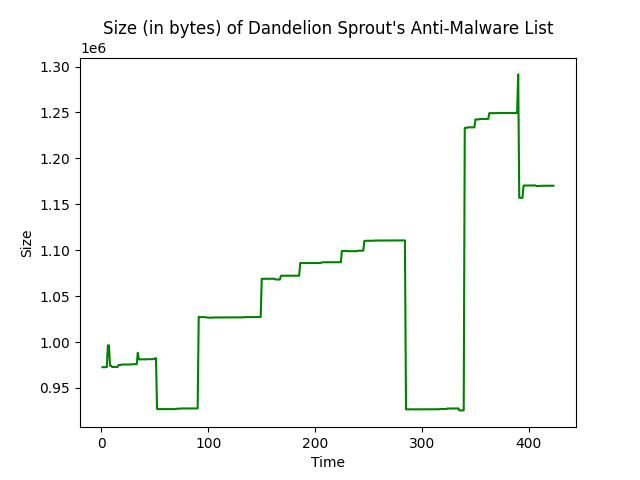 Size (in bytes) of Dandelion Sprout's Anti-Malware List
1e6
1.30
1.25
1.20
1.15
1.10
1.05
1.00
0.95
Size
0 100 200 300 400
Time